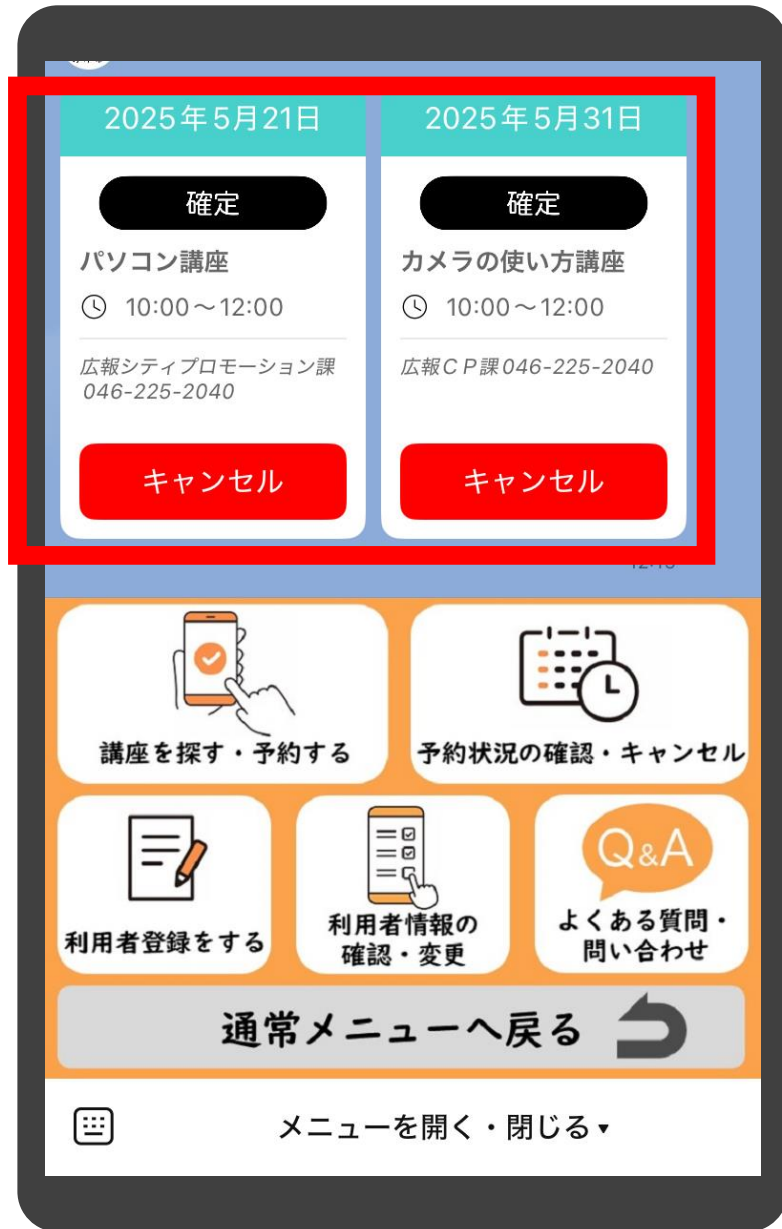 2025年5月21日
確定
パソコン講座
10:00～12:00
広報シティプロモーション課
046-225-2040
キャンセル
2025年5月31日
確定
カメラの使い方講座
10:00～12:00
広報CP課046-225-2040
キャンセル
講座を探す・予約する
予約状況の確認・キャンセル
利用者登録をする
利用者情報の
確認・変更
Q&A
よくある質問・
問い合わせ
通常メニューへ戻る
メニューを開く・閉じる▾